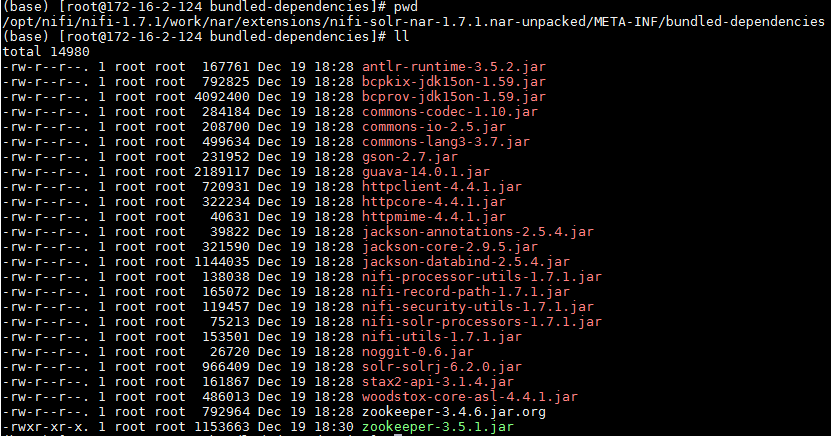 (base) [root@172-16-2-124 bundled-dependencies]# pwd
/opt/nifi/nifi-1.7.1/work/nar/extensions/nifi-solr-nar-1.7.1.nar-unpacked/META-INF/bundled-dependencies
(base) [root@172-16-2-124 bundled-dependencies]# ll
total 14980
-rw-r--r--. 1 root root  167761 Dec 19 18:28 antlr-runtime-3.5.2.jar
-rw-r--r--. 1 root root  792825 Dec 19 18:28 bcpkix-jdk15on-1.59.jar
-rw-r--r--. 1 root root 4092400 Dec 19 18:28 bcprov-jdk15on-1.59.jar
-rw-r--r--. 1 root root  284184 Dec 19 18:28 commons-codec-1.10.jar
-rw-r--r--. 1 root root  208700 Dec 19 18:28 commons-io-2.5.jar
-rw-r--r--. 1 root root  499634 Dec 19 18:28 commons-lang3-3.7.jar
-rw-r--r--. 1 root root  231952 Dec 19 18:28 gson-2.7.jar
-rw-r--r--. 1 root root 2189117 Dec 19 18:28 guava-14.0.1.jar
-rw-r--r--. 1 root root  720931 Dec 19 18:28 httpclient-4.4.1.jar
-rw-r--r--. 1 root root  322234 Dec 19 18:28 httpcore-4.4.1.jar
-rw-r--r--. 1 root root   40631 Dec 19 18:28 httpmime-4.4.1.jar
-rw-r--r--. 1 root root   39822 Dec 19 18:28 jackson-annotations-2.5.4.jar
-rw-r--r--. 1 root root  321590 Dec 19 18:28 jackson-core-2.9.5.jar
-rw-r--r--. 1 root root 1144035 Dec 19 18:28 jackson-databind-2.5.4.jar
-rw-r--r--. 1 root root  138038 Dec 19 18:28 nifi-processor-utils-1.7.1.jar
-rw-r--r--. 1 root root  165072 Dec 19 18:28 nifi-record-path-1.7.1.jar
-rw-r--r--. 1 root root  119457 Dec 19 18:28 nifi-security-utils-1.7.1.jar
-rw-r--r--. 1 root root   75213 Dec 19 18:28 nifi-solr-processors-1.7.1.jar
-rw-r--r--. 1 root root  153501 Dec 19 18:28 nifi-utils-1.7.1.jar
-rw-r--r--. 1 root root   26720 Dec 19 18:28 noggit-0.6.jar
-rw-r--r--. 1 root root  966409 Dec 19 18:28 solr-solrj-6.2.0.jar
-rw-r--r--. 1 root root  161867 Dec 19 18:28 stax2-api-3.1.4.jar
-rw-r--r--. 1 root root  486013 Dec 19 18:28 woodstox-core-asl-4.4.1.jar
-rw-r--r--. 1 root root  792964 Dec 19 18:28 zookeeper-3.4.6.jar.org
-rwxr-xr-x. 1 root root 1153663 Dec 19 18:30 zookeeper-3.5.1.jar